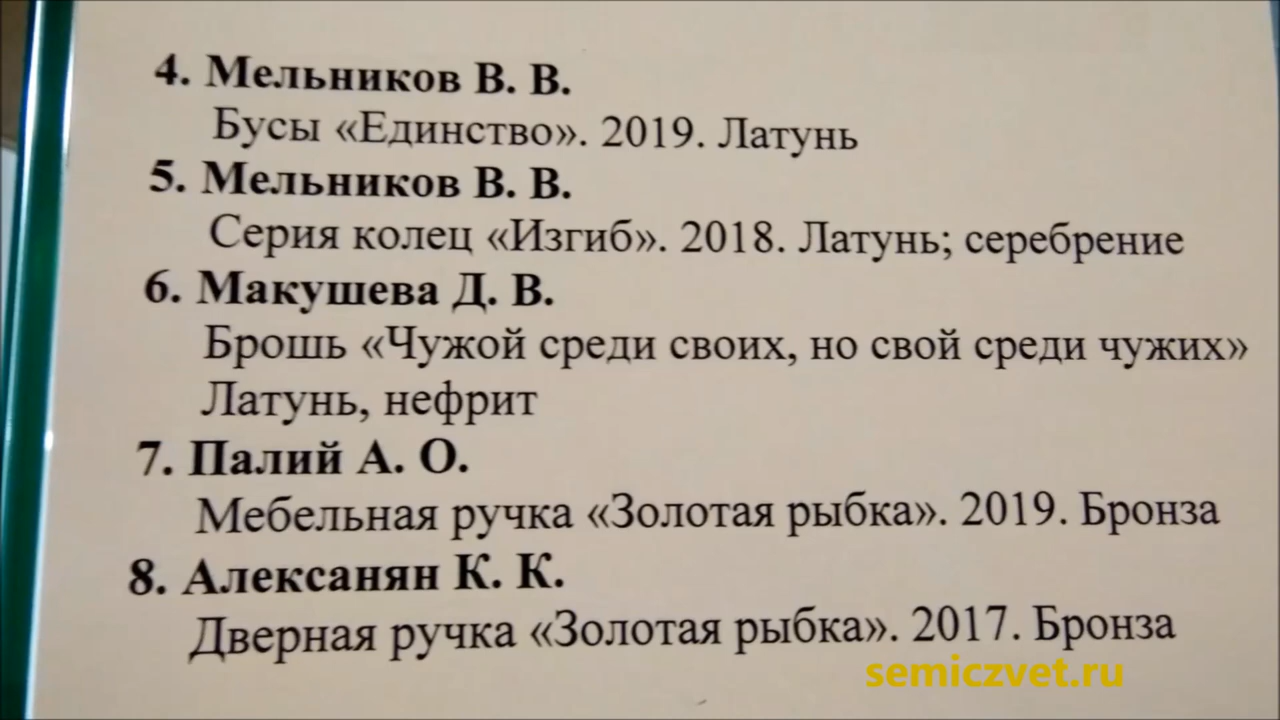 4. Мельников В. В.
Бусы «Единство». 2019. Латунь
5. Мельников В. В.
Серия колец «Изгиб». 2018. Латунь; серебрение
6. Макушева Д. В.
Брошь «Чужой среди своих, но свой среди чужих»
Латунь, нефрит
7. Палий А. О.
Мебельная ручка «Золотая рыбка». 2019. Бронза
8. Алексанян К. К.
Дверная ручка «Золотая рыбка». 2017. Бронза
semiczvet.ru